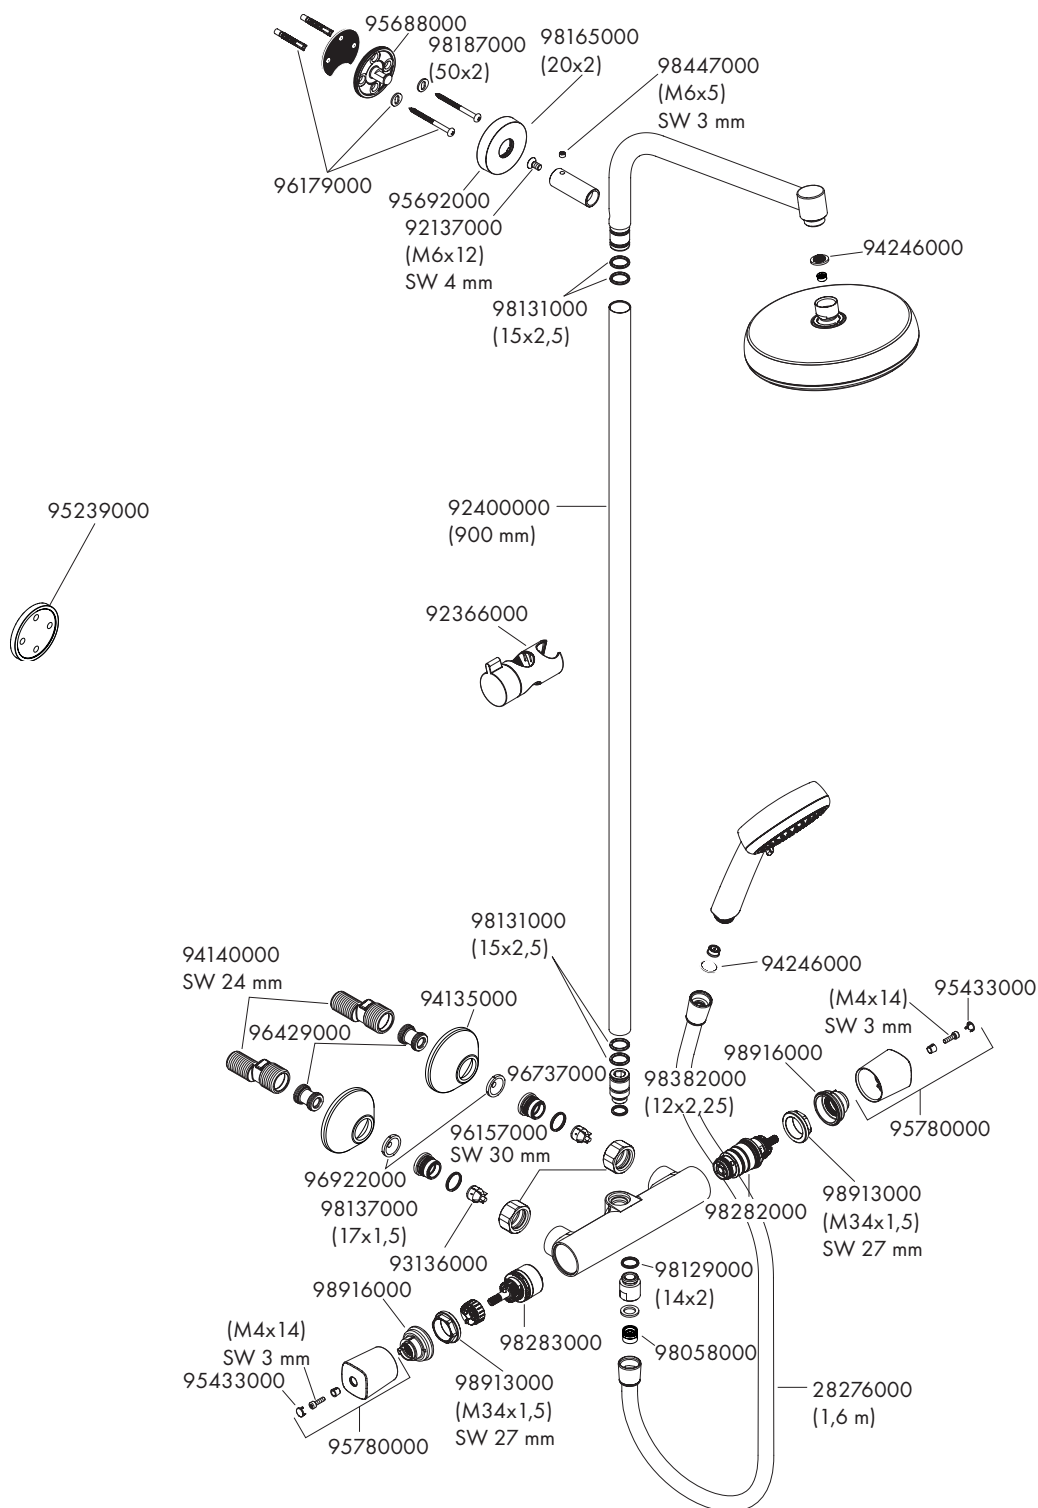 95688000
98187000
(50x2)
98165000
(20x2)
98447000
(M6x5)
SW 3 mm
96179000
95692000
92137000
(M6x12)
SW 4 mm
94246000
98131000
(15x2,5)
95239000
92400000
(900 mm)
92366000
98131000
(15x2,5)
94140000
SW 24 mm
94135000
96429000
94246000
(M4x14)
SW 3 mm
95433000
98916000
96737000
98382000
(12x2,25)
95780000
96157000
SW 30 mm
96922000
98137000
(17x1,5)
93136000
98282000
98913000
(M34x1,5)
SW 27 mm
98129000
(14x2)
98916000
98283000
98058000
(M4x14)
SW 3 mm
95433000
98913000
(M34x1,5)
SW 27 mm
28276000
(1,6 m)
95780000